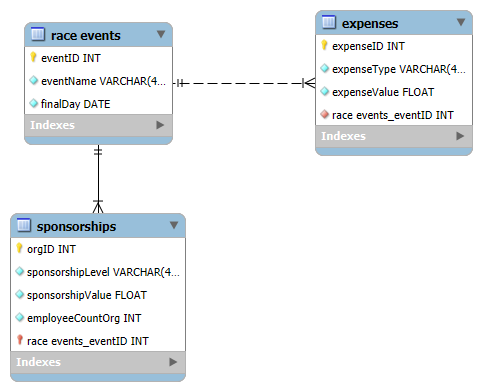 race events
eventID INT
eventName VARCHAR(4...
finalDay DATE
Indexes
expenses
expenseID INT
expenseType VARCHAR(4...
expenseValue FLOAT
race events_eventID INT
Indexes
sponsorships
orgID INT
sponsorshipLevel VARCHAR(4...
sponsorshipValue FLOAT
employeeCountOrg INT
race events_eventID INT
Indexes